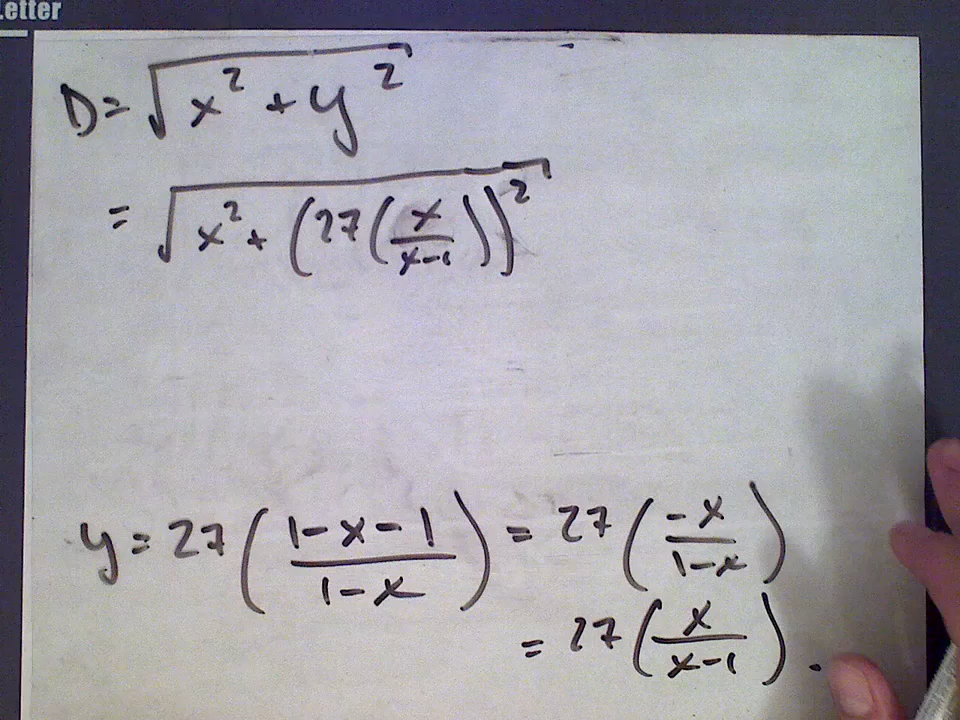 Letter
D = √(x² + y²)
= √(x² + (27(x/(x-1)))²)
y = 27((1-x-1)/(1-x)) = 27(-x/(1-x))
= 27(x/(x-1)).